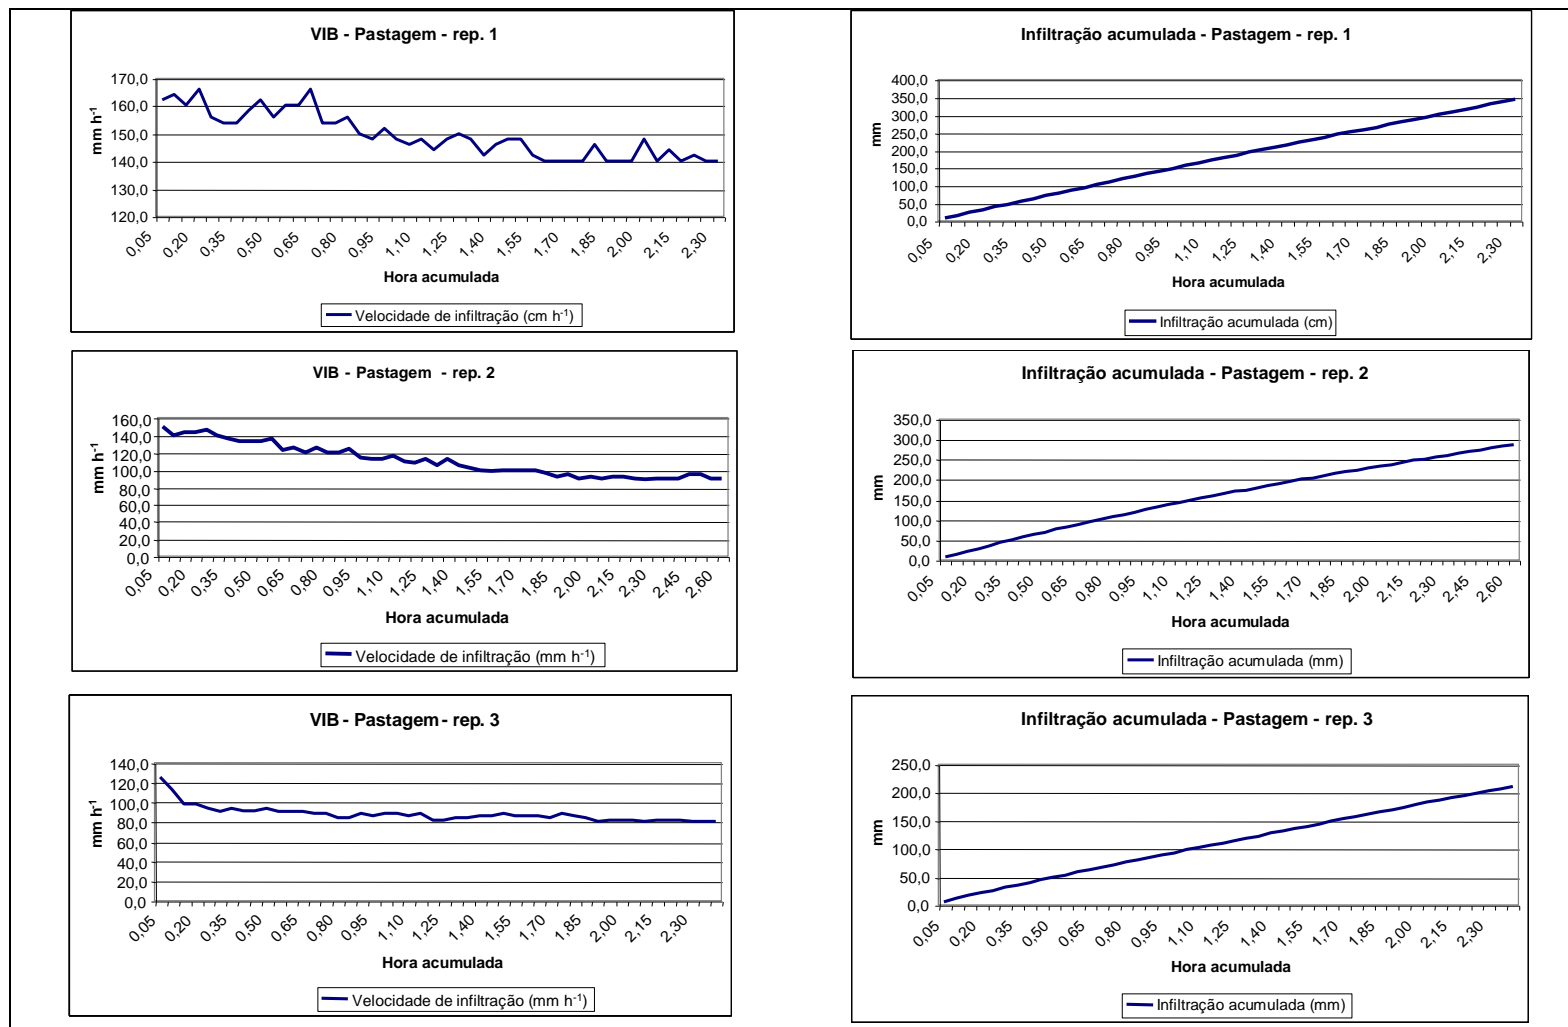 VIB - Pastagem - rep. 1
170,0
160,0
150,0
140,0
130,0
120,0
mm h⁻¹
0,05 0,20 0,35 0,50 0,65 0,80 0,95 1,10 1,25 1,40 1,55 1,70 1,85 2,00 2,15 2,30
Hora acumulada
Velocidade de infiltração (cm h⁻¹)
Infiltração acumulada - Pastagem - rep. 1
400,0
350,0
300,0
250,0
200,0
150,0
100,0
50,0
0,0
mm
0,05 0,20 0,35 0,50 0,65 0,80 0,95 1,10 1,25 1,40 1,55 1,70 1,85 2,00 2,15 2,30
Hora acumulada
Infiltração acumulada (cm)
VIB - Pastagem - rep. 2
160,0
140,0
120,0
100,0
80,0
60,0
40,0
20,0
0,0
mm h⁻¹
0,05 0,20 0,35 0,50 0,65 0,80 0,95 1,10 1,25 1,40 1,55 1,70 1,85 2,00 2,15 2,30 2,45 2,60
Hora acumulada
Velocidade de infiltração (mm h⁻¹)
Infiltração acumulada - Pastagem - rep. 2
350,0
300,0
250,0
200,0
150,0
100,0
50,0
0,0
mm
0,05 0,20 0,35 0,50 0,65 0,80 0,95 1,10 1,25 1,40 1,55 1,70 1,85 2,00 2,15 2,30 2,45 2,60
Hora acumulada
Infiltração acumulada (mm)
VIB - Pastagem - rep. 3
140,0
120,0
100,0
80,0
60,0
40,0
20,0
0,0
mm h⁻¹
0,05 0,20 0,35 0,50 0,65 0,80 0,95 1,10 1,25 1,40 1,55 1,70 1,85 2,00 2,15 2,30
Hora acumulada
Velocidade de infiltração (mm h⁻¹)
Infiltração acumulada - Pastagem - rep. 3
250,0
200,0
150,0
100,0
50,0
0,0
mm
0,05 0,20 0,35 0,50 0,65 0,80 0,95 1,10 1,25 1,40 1,55 1,70 1,85 2,00 2,15 2,30
Hora acumulada
Infiltração acumulada (mm)